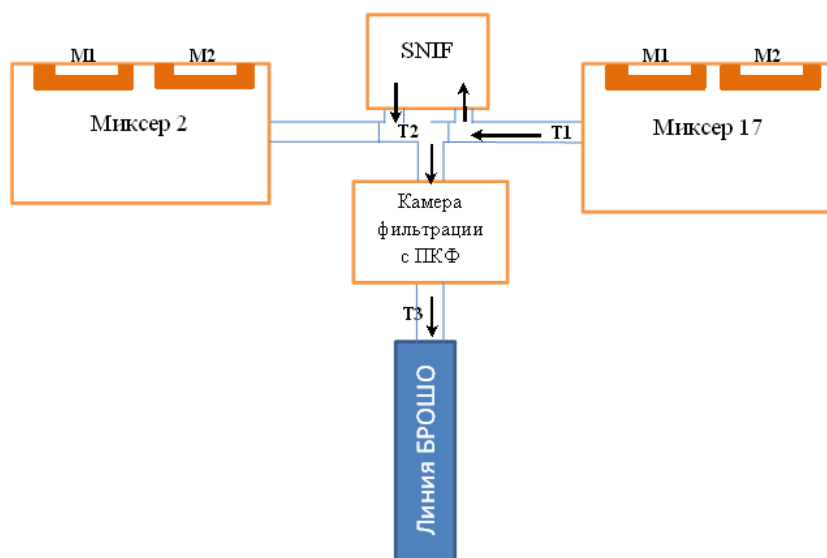 M1
M2
SNIF
M1
M2
Миксер 2
T2
T1
Миксер 17
Камера
фильтрации
с ПКФ
T3
Линия БРОШО